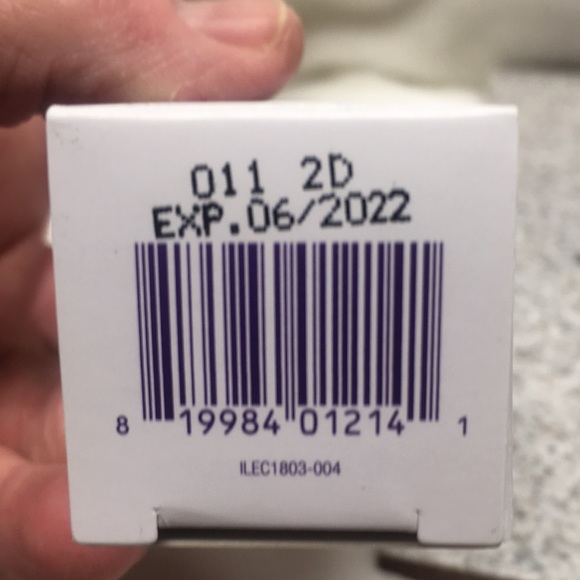 011 2D
EXP.06/2022
8 19984 01214 1
ILEC1803-004